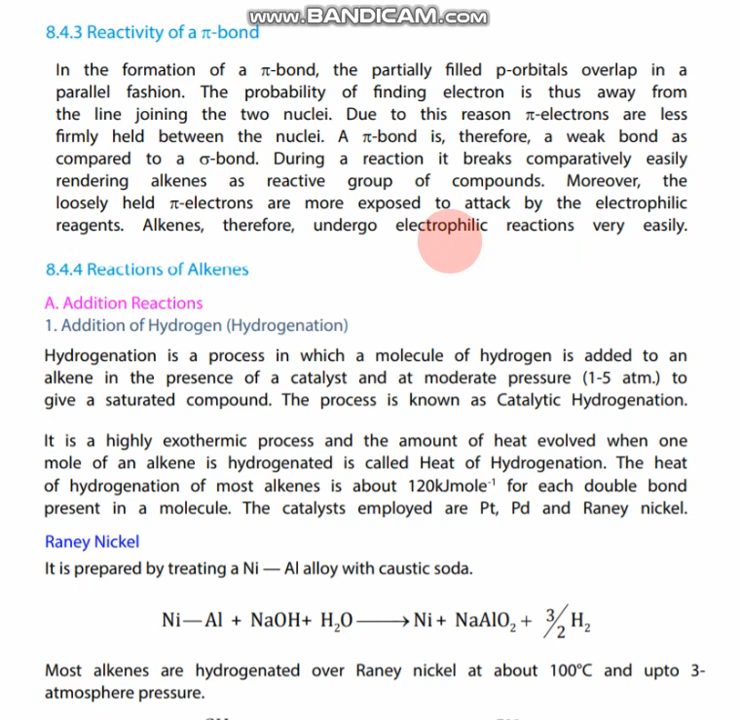 www.BANDICAM.com
8.4.3 Reactivity of a π-bond
In the formation of a π-bond, the partially filled p-orbitals overlap in a
parallel fashion. The probability of finding electron is thus away from
the line joining the two nuclei. Due to this reason π-electrons are less
firmly held between the nuclei. A π-bond is, therefore, a weak bond as
compared to a σ-bond. During a reaction it breaks comparatively easily
rendering alkenes as reactive group of compounds. Moreover, the
loosely held π-electrons are more exposed to attack by the electrophilic
reagents. Alkenes, therefore, undergo electrophilic reactions very easily.
8.4.4 Reactions of Alkenes
A. Addition Reactions
1. Addition of Hydrogen (Hydrogenation)
Hydrogenation is a process in which a molecule of hydrogen is added to an
alkene in the presence of a catalyst and at moderate pressure (1-5 atm.) to
give a saturated compound. The process is known as Catalytic Hydrogenation.
It is a highly exothermic process and the amount of heat evolved when one
mole of an alkene is hydrogenated is called Heat of Hydrogenation. The heat
of hydrogenation of most alkenes is about 120kJmole⁻¹ for each double bond
present in a molecule. The catalysts employed are Pt, Pd and Raney nickel.
Raney Nickel
It is prepared by treating a Ni — Al alloy with caustic soda.
Ni—Al + NaOH+ H₂O ⟶ Ni + NaAlO₂ + 3/2 H₂
Most alkenes are hydrogenated over Raney nickel at about 100°C and upto 3-
atmosphere pressure.